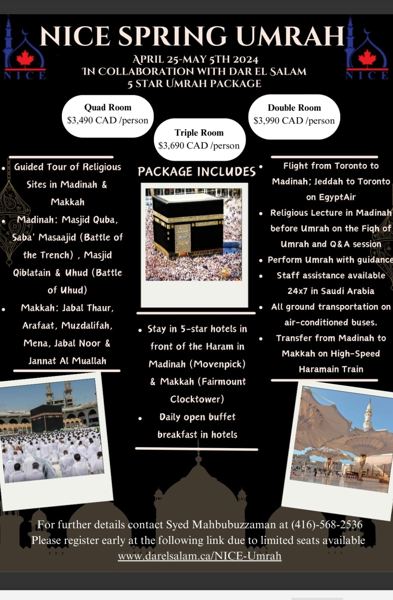 NICE SPRING UMRAH
APRIL 25-MAY 5TH 2024
IN COLLABORATION WITH DAR EL SALAM
5 STAR UMRAH PACKAGE
NICE
NICE
Quad Room
$3,490 CAD /person
Triple Room
$3,690 CAD /person
Double Room
$3,990 CAD /person
• Guided Tour of Religious
Sites in Madinah &
Makkah
• Madinah: Masjid Quba,
Saba' Masaajid (Battle of
the Trench) , Masjid
Qiblatain & Uhud (Battle
of Uhud)
• Makkah: Jabal Thaur,
Arafaat, Muzdalifah,
Mena, Jabal Noor &
Jannat Al Muallah
PACKAGE INCLUDES
• Stay in 5-star hotels in
front of the Haram in
Madinah (Movenpick)
& Makkah (Fairmount
Clocktower)
• Daily open buffet
breakfast in hotels
• Flight from Toronto to
Madinah; Jeddah to Toronto
on EgyptAir
• Religious Lecture in Madinah
before Umrah on the Fiqh of
Umrah and Q&A session
• Perform Umrah with guidance
• Staff assistance available
24x7 in Saudi Arabia
• All ground transportation on
air-conditioned buses.
• Transfer from Madinah to
Makkah on High-Speed
Haramain Train
For further details contact Syed Mahbubuzzaman at (416)-568-2536
Please register early at the following link due to limited seats available
www.darelsalam.ca/NICE-Umrah